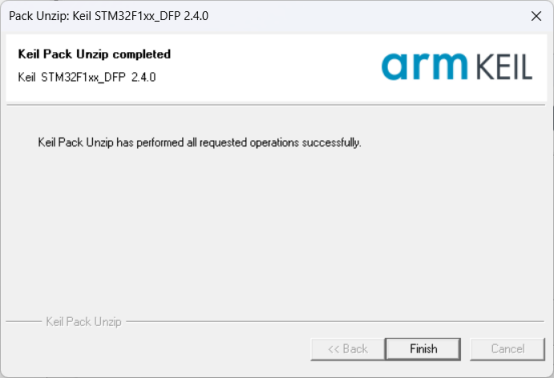 Pack Unzip: Keil STM32F1xx_DFP 2.4.0
Keil Pack Unzip completed
Keil STM32F1xx_DFP 2.4.0
arm KEIL
Keil Pack Unzip has performed all requested operations successfully.
Keil Pack Unzip
<< Back Finish Cancel